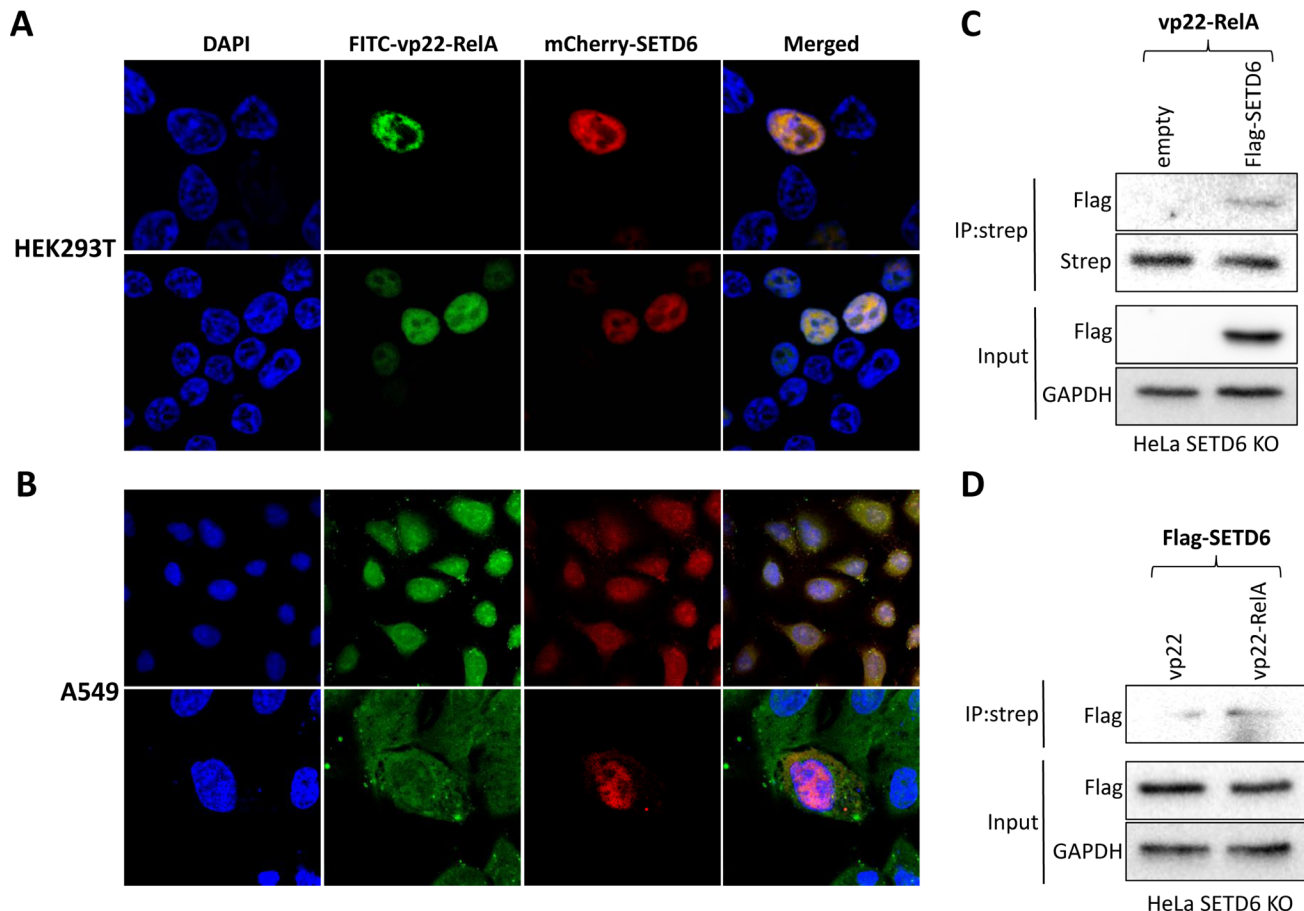 A
DAPI
FITC-vp22-RelA
mCherry-SETD6
Merged
HEK293T
B
A549
C
vp22-RelA
empty
Flag-SETD6
IP:strep
Flag
Strep
Input
Flag
GAPDH
HeLa SETD6 KO
D
Flag-SETD6
vp22
vp22-RelA
IP:strep
Flag
Input
Flag
GAPDH
HeLa SETD6 KO